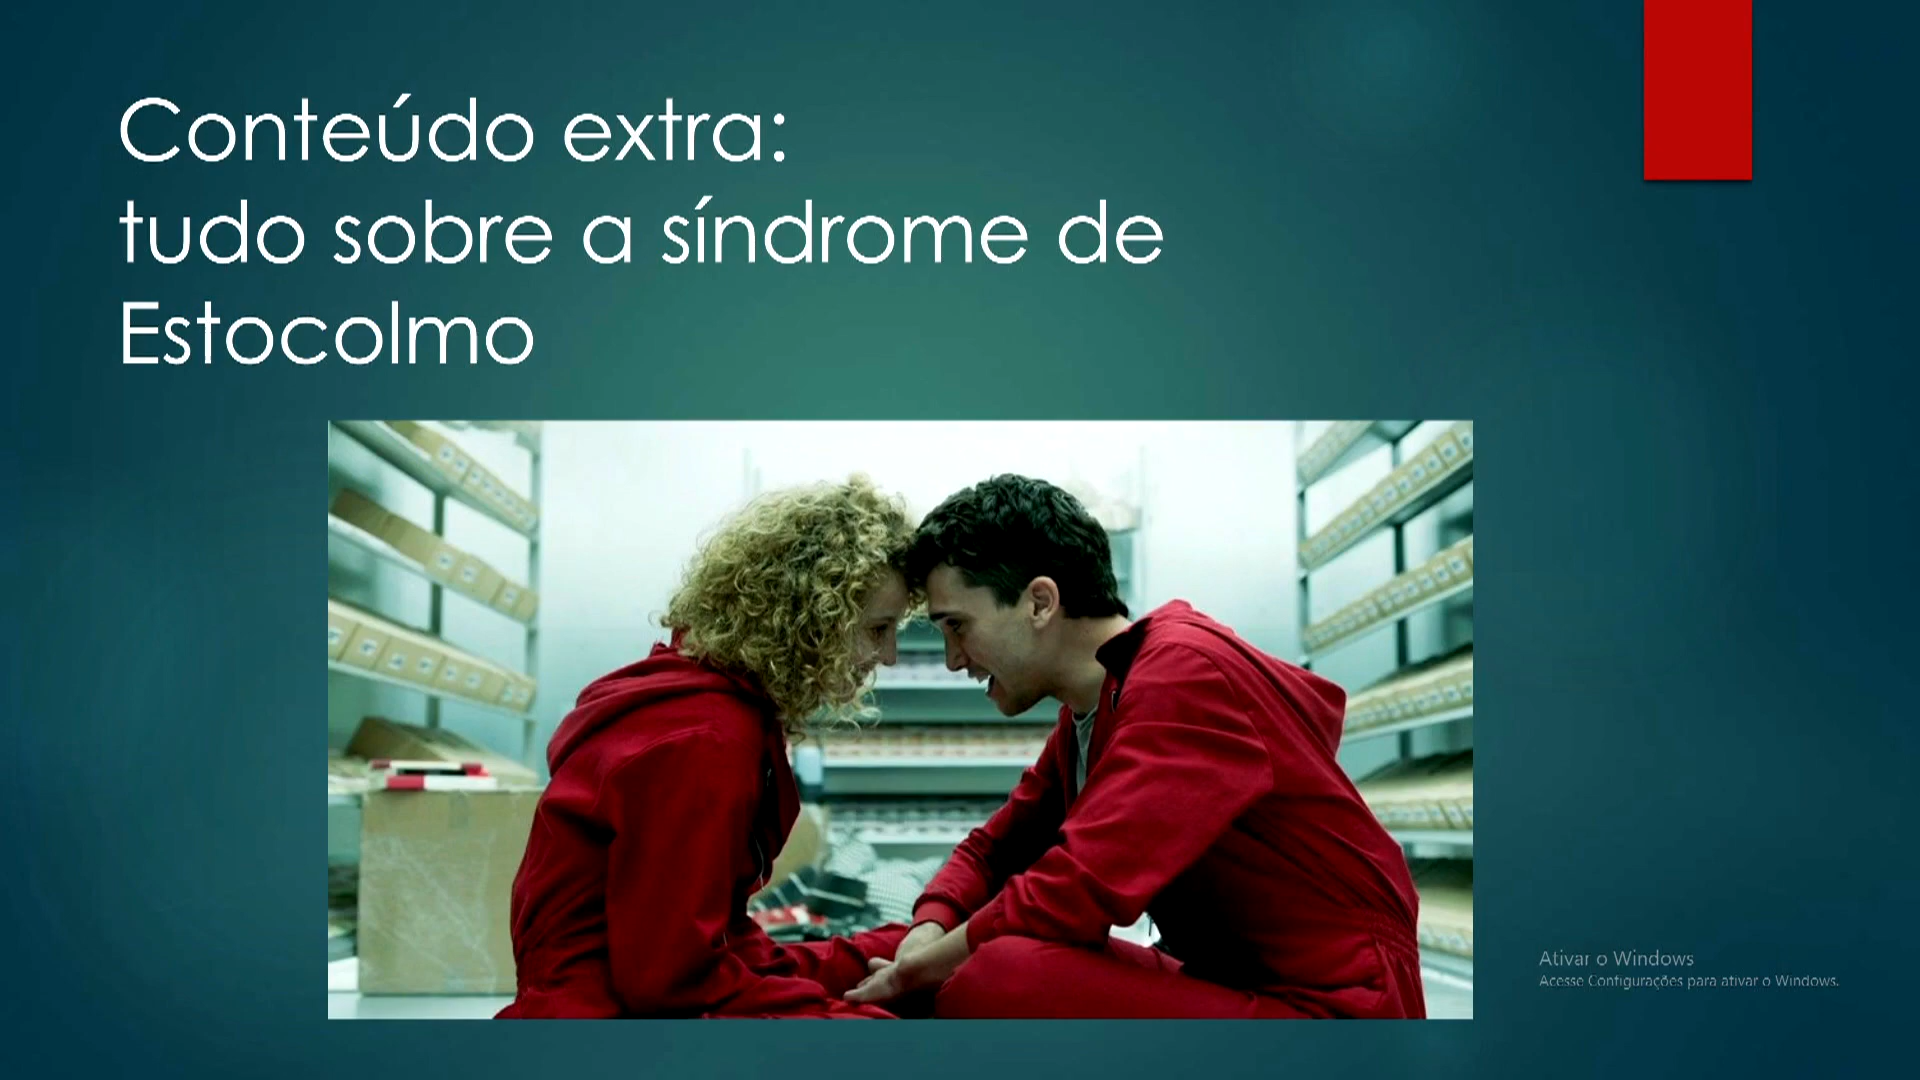 Conteúdo extra:
tudo sobre a síndrome de
Estocolmo
Ativar o Windows
Acesse Configurações para ativar o Windows.